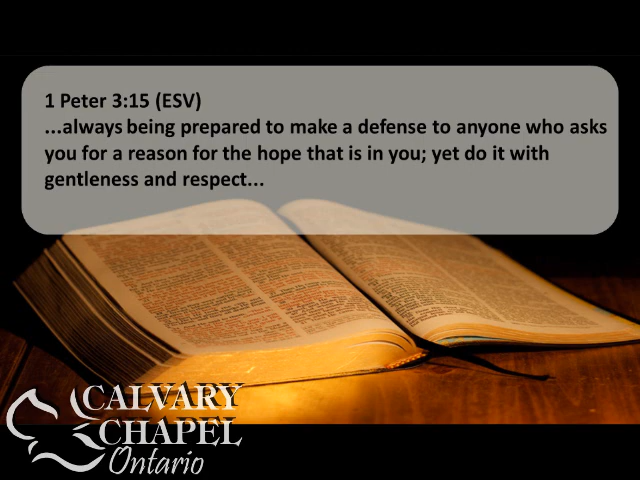 1 Peter 3:15 (ESV)
...always being prepared to make a defense to anyone who asks
you for a reason for the hope that is in you; yet do it with
gentleness and respect...
CALVARY
CHAPEL
Ontario